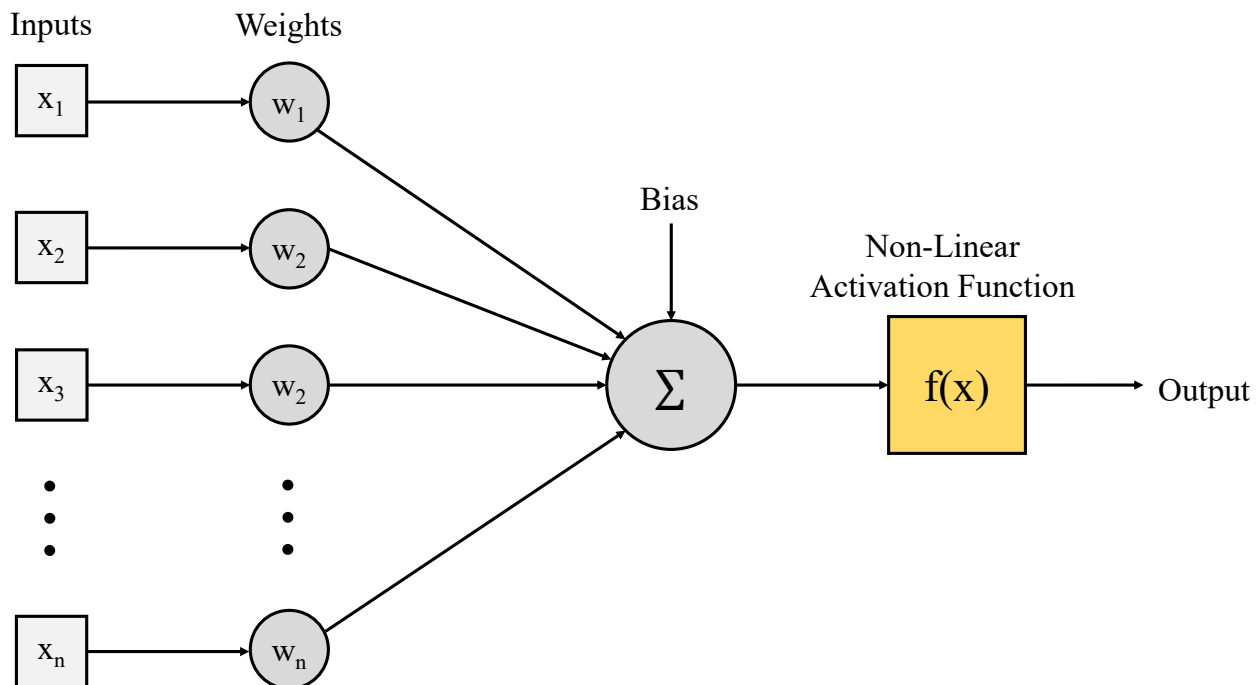 Inputs
Weights
x₁
w₁
x₂
w₂
Bias
Non-Linear
Activation Function
x₃
w₂
Σ
f(x)
Output
xₙ
wₙ